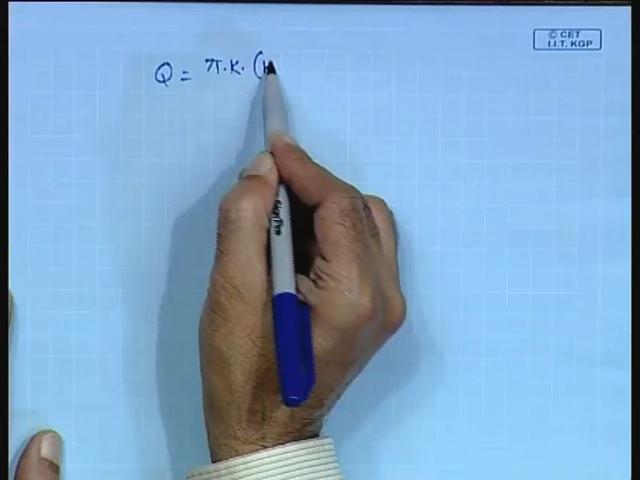 © CET
I.I.T. KGP
Q = π.K. (